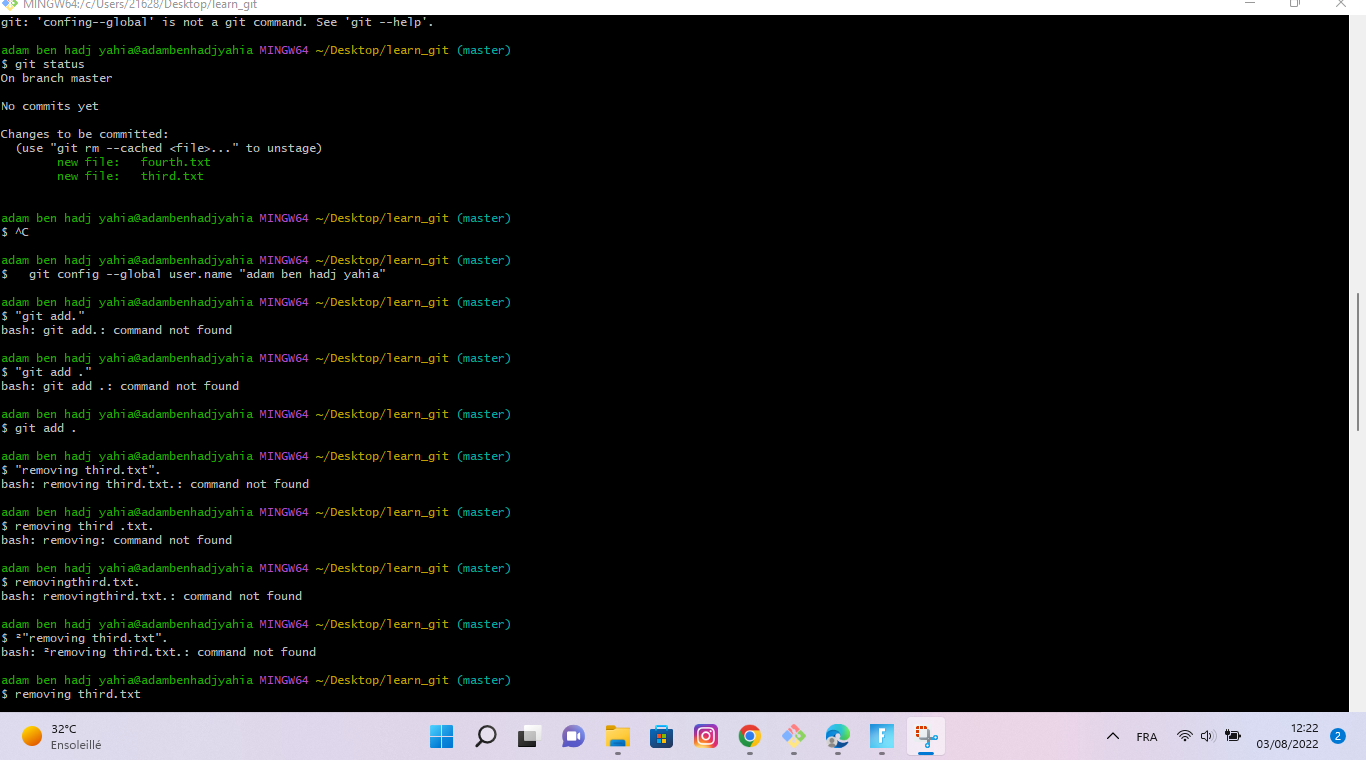 MINGW64:/c/Users/21628/Desktop/learn_git
git: 'confing--global' is not a git command. See 'git --help'.
adam ben hadj yahia@adambenhadjyahia MINGW64 ~/Desktop/learn_git (master)
$ git status
On branch master
No commits yet
Changes to be committed:
(use "git rm --cached <file>..." to unstage)
new file: fourth.txt
new file: third.txt
adam ben hadj yahia@adambenhadjyahia MINGW64 ~/Desktop/learn_git (master)
$ ^C
adam ben hadj yahia@adambenhadjyahia MINGW64 ~/Desktop/learn_git (master)
$ git config --global user.name "adam ben hadj yahia"
adam ben hadj yahia@adambenhadjyahia MINGW64 ~/Desktop/learn_git (master)
$ "git add."
bash: git add.: command not found
adam ben hadj yahia@adambenhadjyahia MINGW64 ~/Desktop/learn_git (master)
$ "git add ."
bash: git add .: command not found
adam ben hadj yahia@adambenhadjyahia MINGW64 ~/Desktop/learn_git (master)
$ git add .
adam ben hadj yahia@adambenhadjyahia MINGW64 ~/Desktop/learn_git (master)
$ "removing third.txt".
bash: removing third.txt.: command not found
adam ben hadj yahia@adambenhadjyahia MINGW64 ~/Desktop/learn_git (master)
$ removing third .txt.
bash: removing: command not found
adam ben hadj yahia@adambenhadjyahia MINGW64 ~/Desktop/learn_git (master)
$ removingthird.txt.
bash: removingthird.txt.: command not found
adam ben hadj yahia@adambenhadjyahia MINGW64 ~/Desktop/learn_git (master)
$ ²"removing third.txt".
bash: ²removing third.txt.: command not found
adam ben hadj yahia@adambenhadjyahia MINGW64 ~/Desktop/learn_git (master)
$ removing third.txt
32°C
Ensoleillé
F
FRA
12:22
03/08/2022
2